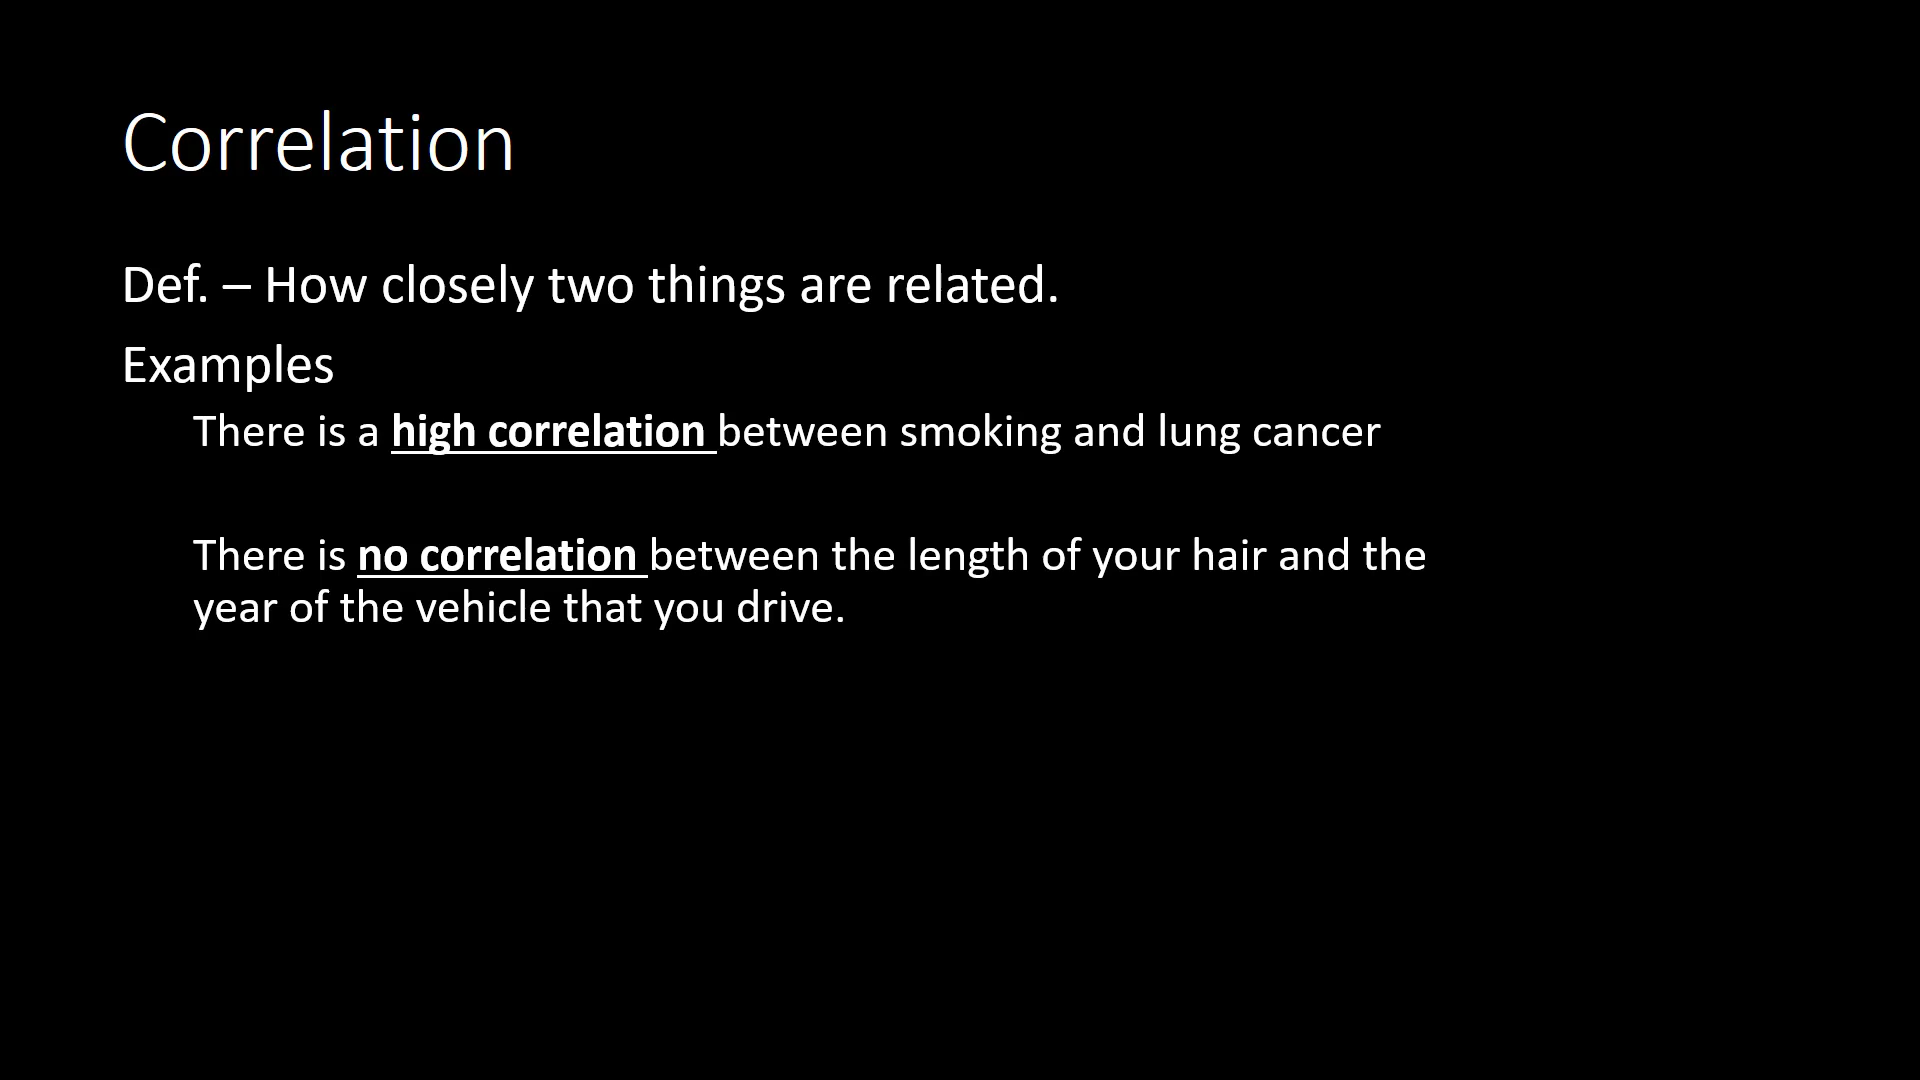 Correlation
Def. – How closely two things are related.
Examples
There is a high correlation between smoking and lung cancer
There is no correlation between the length of your hair and the
year of the vehicle that you drive.